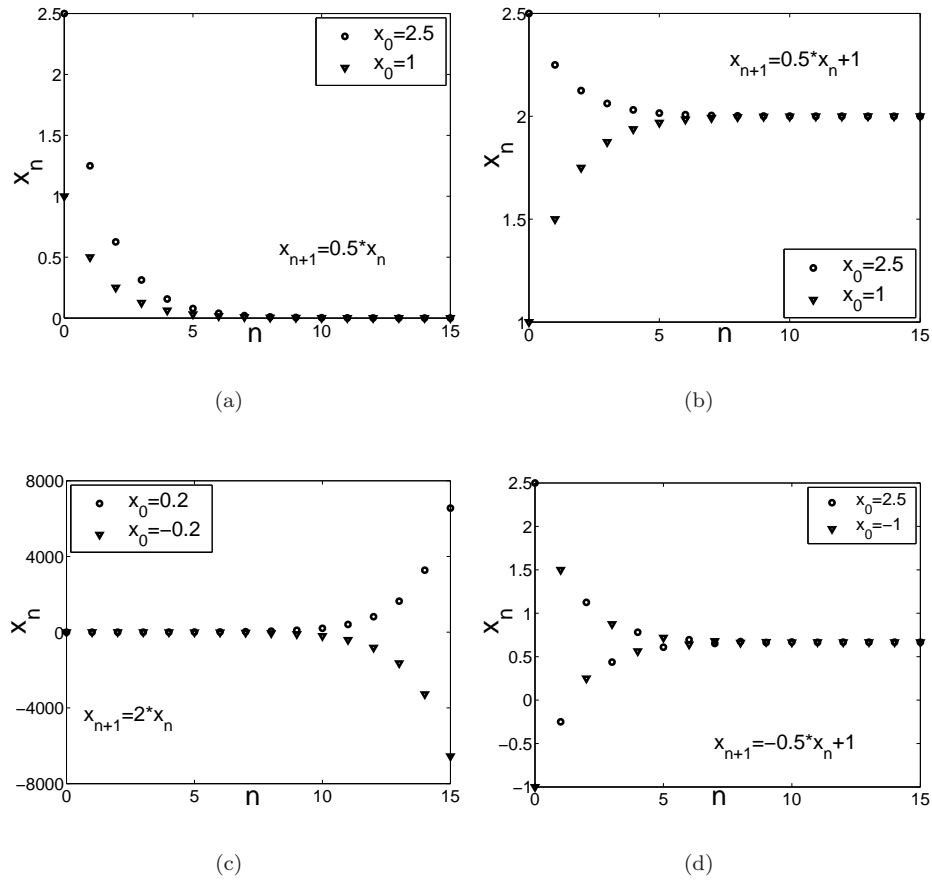 2.5
2
1.5
1
0.5
0
0 5 10 15
x_n
n
x_0=2.5
x_0=1
x_{n+1}=0.5*x_n
(a)
2.5
2
1.5
1
0 5 10 15
x_n
n
x_{n+1}=0.5*x_n+1
x_0=2.5
x_0=1
(b)
8000
4000
0
−4000
−8000
0 5 10 15
x_n
n
x_0=0.2
x_0=−0.2
x_{n+1}=2*x_n
(c)
2.5
2
1.5
1
0.5
0
−0.5
−1
0 5 10 15
x_n
n
x_0=2.5
x_0=−1
x_{n+1}=−0.5*x_n+1
(d)